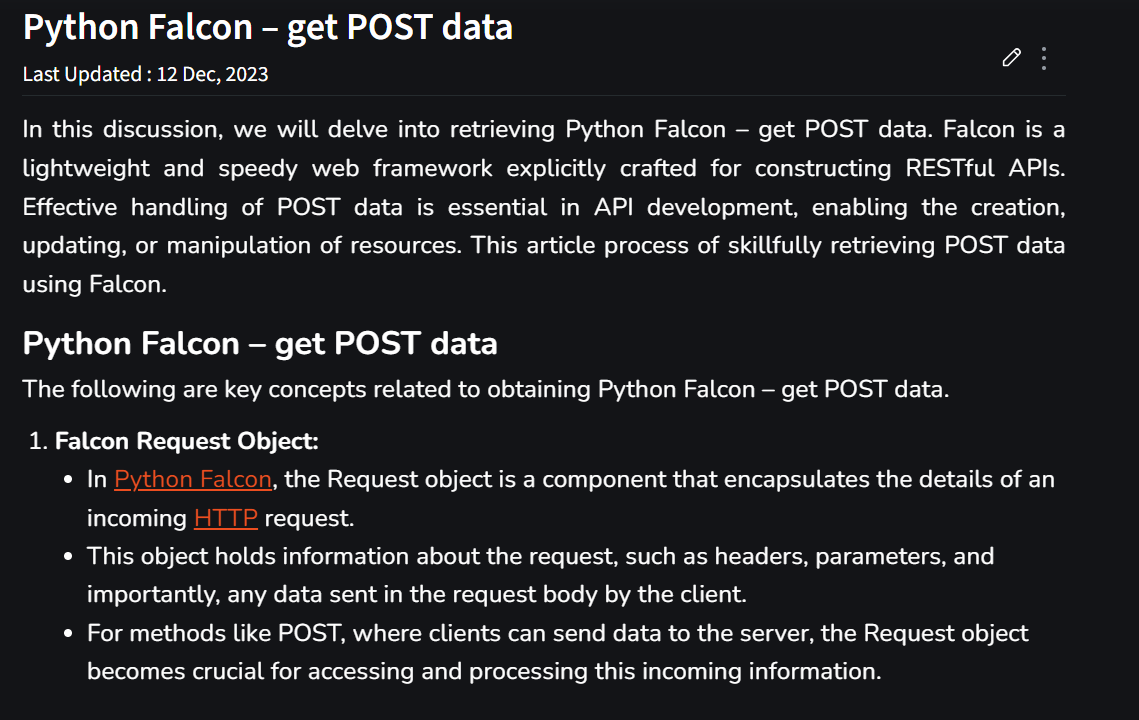 Python Falcon – get POST data
Last Updated : 12 Dec, 2023
In this discussion, we will delve into retrieving Python Falcon – get POST data. Falcon is a
lightweight and speedy web framework explicitly crafted for constructing RESTful APIs.
Effective handling of POST data is essential in API development, enabling the creation,
updating, or manipulation of resources. This article process of skillfully retrieving POST data
using Falcon.
Python Falcon – get POST data
The following are key concepts related to obtaining Python Falcon – get POST data.
1. Falcon Request Object:
• In Python Falcon, the Request object is a component that encapsulates the details of an
incoming HTTP request.
• This object holds information about the request, such as headers, parameters, and
importantly, any data sent in the request body by the client.
• For methods like POST, where clients can send data to the server, the Request object
becomes crucial for accessing and processing this incoming information.